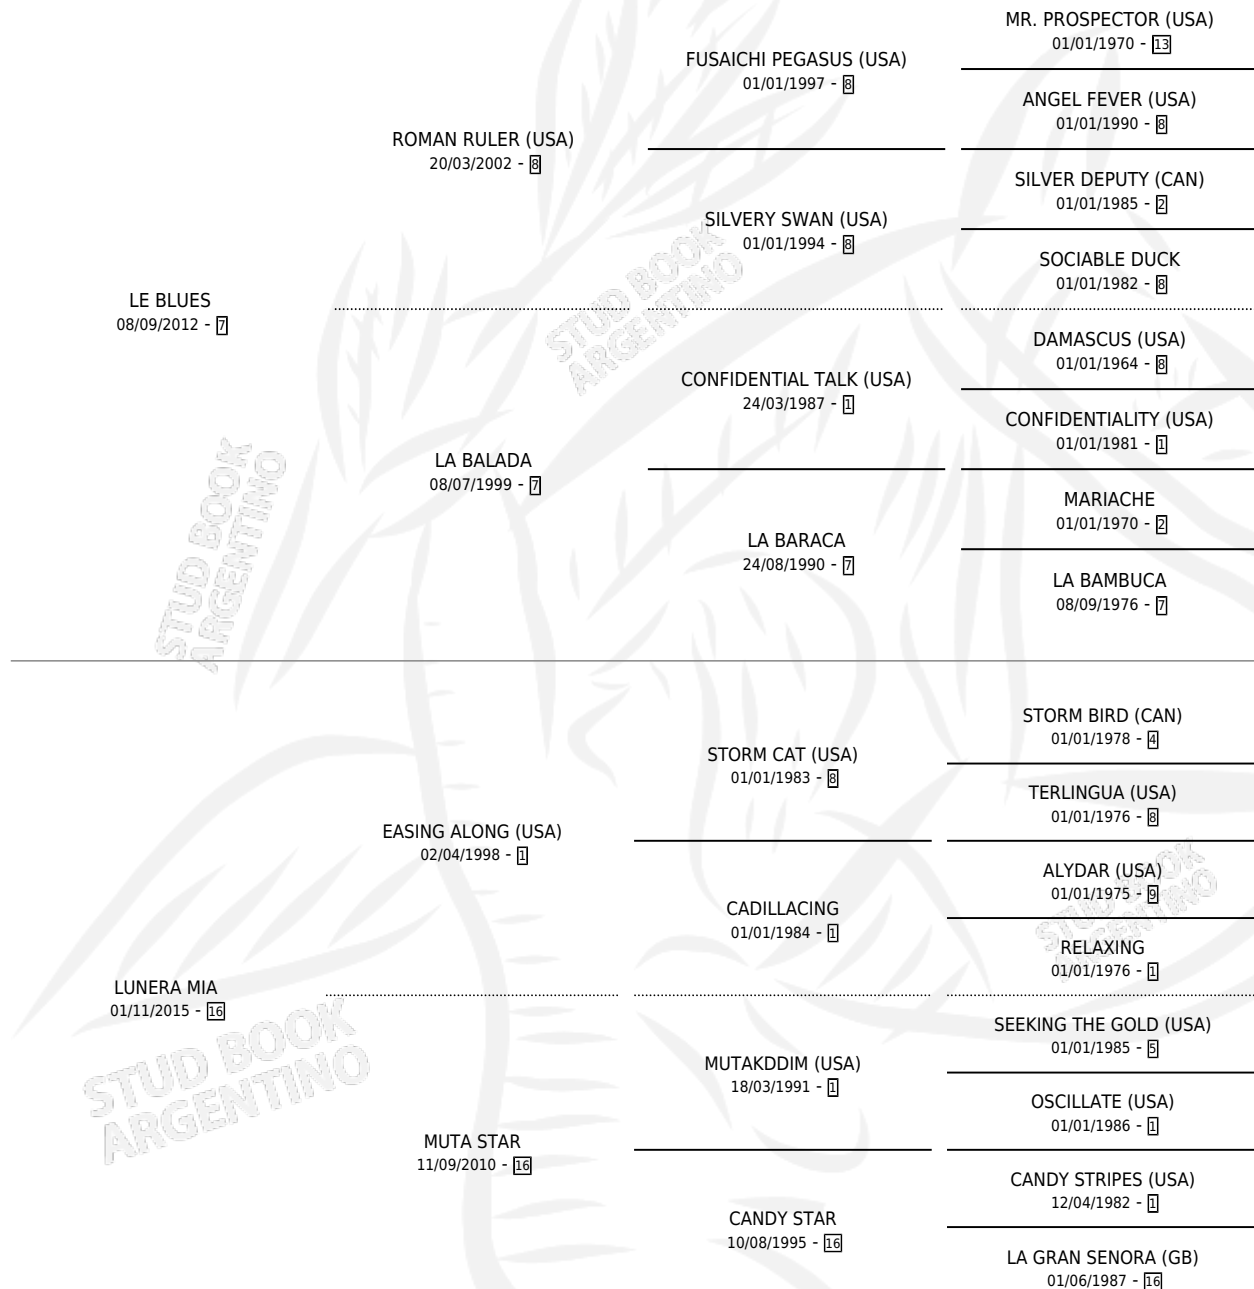 MR. PROSPECTOR (USA)
01/01/1970 - 13
FUSAICHI PEGASUS (USA)
01/01/1997 - 8
ANGEL FEVER (USA)
01/01/1990 - 8
ROMAN RULER (USA)
20/03/2002 - 8
SILVER DEPUTY (CAN)
01/01/1985 - 2
SILVERY SWAN (USA)
01/01/1994 - 8
SOCIABLE DUCK
01/01/1982 - 8
LE BLUES
08/09/2012 - 7
DAMASCUS (USA)
01/01/1964 - 8
CONFIDENTIAL TALK (USA)
24/03/1987 - 1
CONFIDENTIALITY (USA)
01/01/1981 - 1
LA BALADA
08/07/1999 - 7
MARIACHE
01/01/1970 - 2
LA BARACA
24/08/1990 - 7
LA BAMBUCA
08/09/1976 - 7
STORM BIRD (CAN)
01/01/1978 - 4
STORM CAT (USA)
01/01/1983 - 8
TERLINGUA (USA)
01/01/1976 - 8
EASING ALONG (USA)
02/04/1998 - 1
ALYDAR (USA)
01/01/1975 - 9
CADILLACING
01/01/1984 - 1
RELAXING
01/01/1976 - 1
LUNERA MIA
01/11/2015 - 16
SEEKING THE GOLD (USA)
01/01/1985 - 5
MUTAKDDIM (USA)
18/03/1991 - 1
OSCILLATE (USA)
01/01/1986 - 1
MUTA STAR
11/09/2010 - 16
CANDY STRIPES (USA)
12/04/1982 - 1
CANDY STAR
10/08/1995 - 16
LA GRAN SENORA (GB)
01/06/1987 - 16
STUD BOOK
ARGENTINO
STUD BOOK
ARGENTINO
STUD BOOK
ARGENTINO
STUD BOOK
ARGENTINO